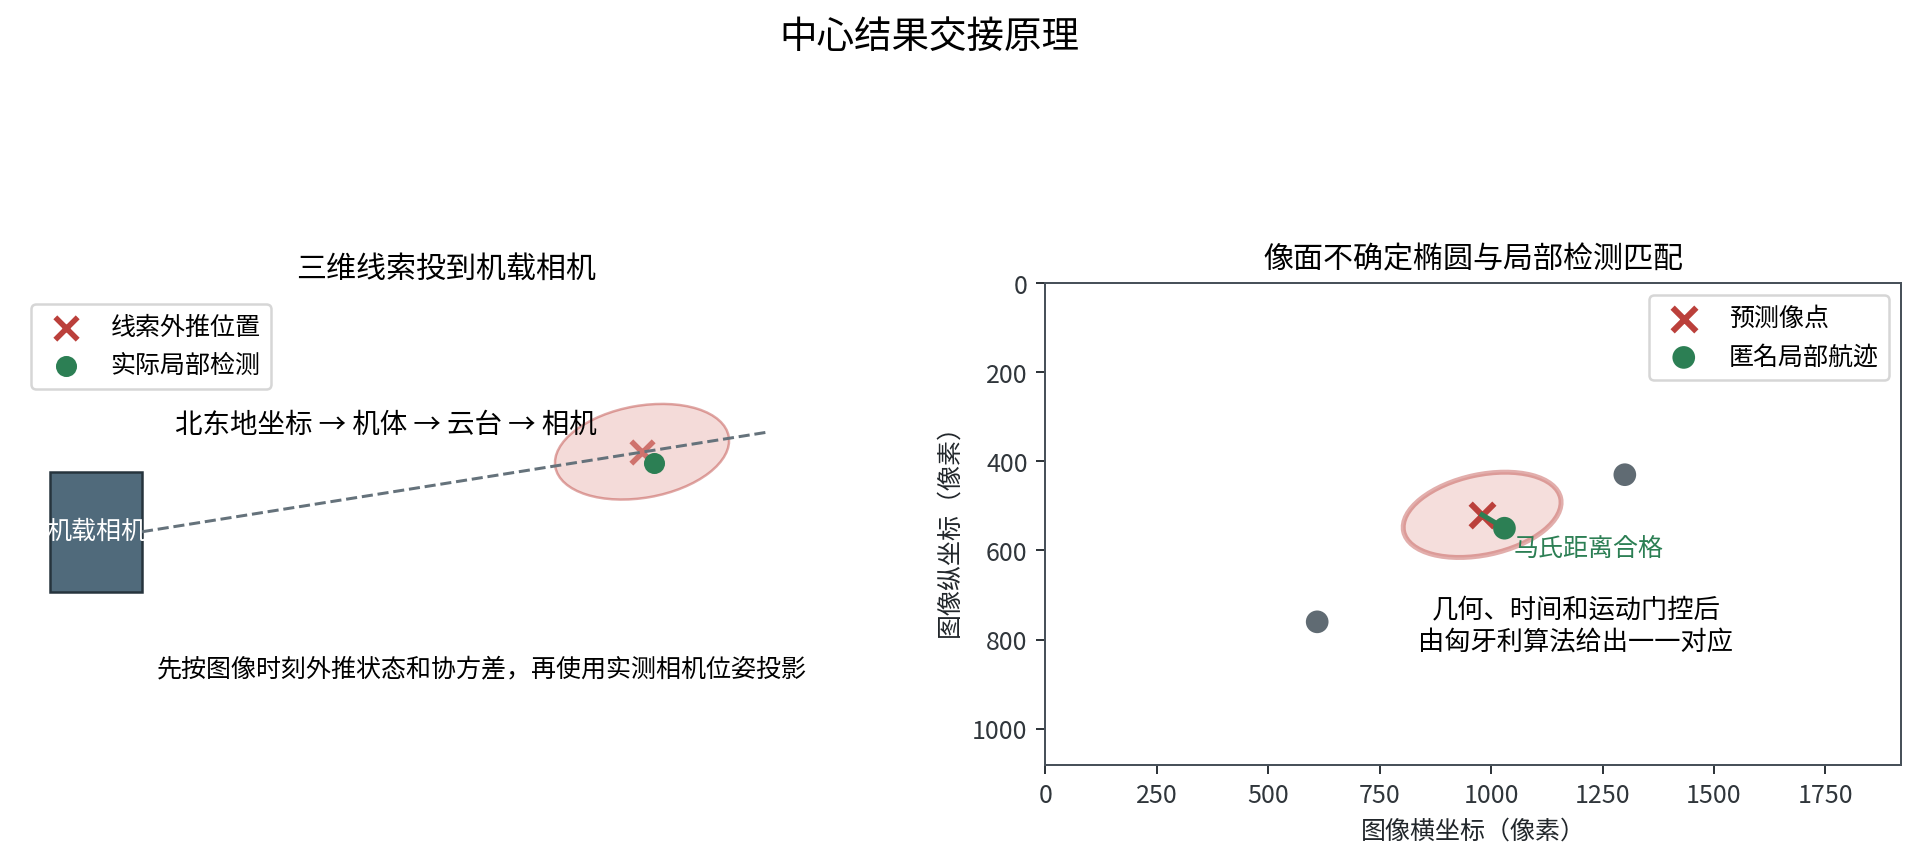 中心结果交接原理
三维线索投到机载相机
线索外推位置
实际局部检测
北东地坐标 → 机体 → 云台 → 相机
机载相机
先按图像时刻外推状态和协方差，再使用实测相机位姿投影
像面不确定椭圆与局部检测匹配
预测像点
匿名局部航迹
马氏距离合格
几何、时间和运动门控后
由匈牙利算法给出一一对应
图像纵坐标（像素）
0
200
400
600
800
1000
0
250
500
750
1000
1250
1500
1750
图像横坐标（像素）